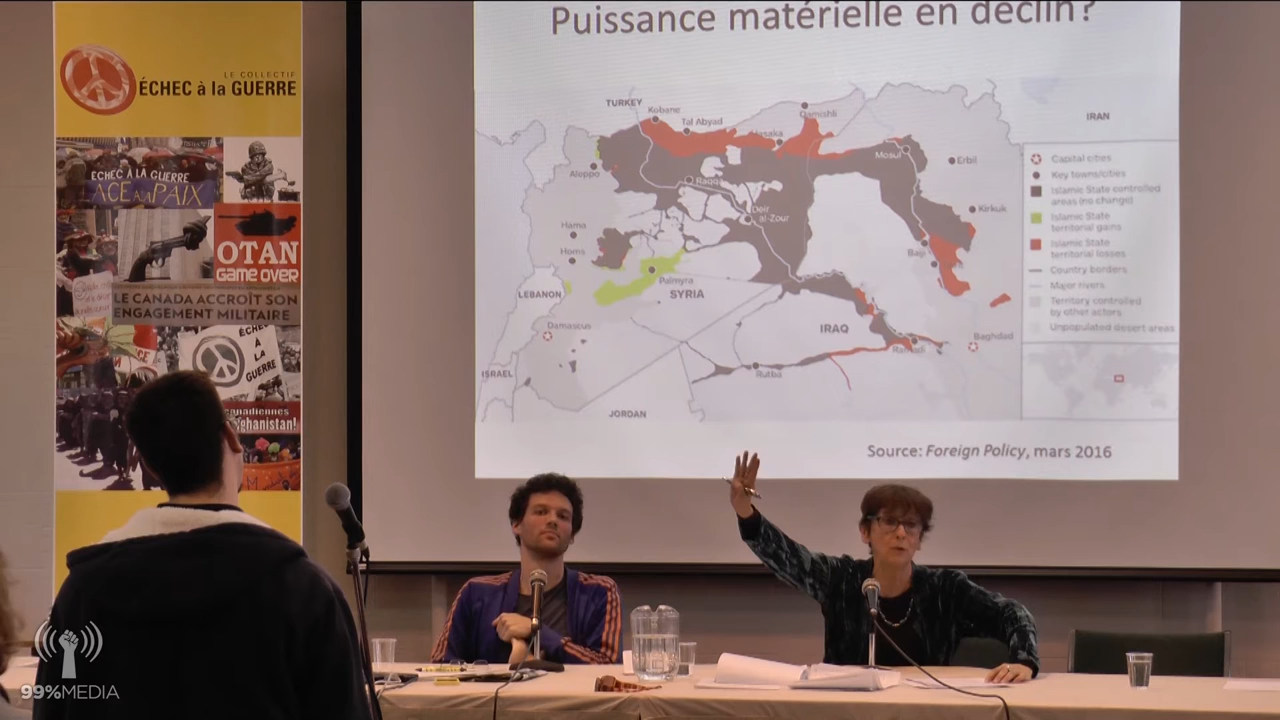 LE COLLECTIF
ÉCHEC à la GUERRE
ÉCHEC À LA GUERRE
OTAN
GAME OVER
LE CANADA ACCROÎT SON
ENGAGEMENT MILITAIRE
ÉCHEC
À
LA
GUERRE
canadiennes
ghanistan!
Puissance matérielle en déclin?
TURKEY
Kobane
Tal Abyad
Qamishli
IRAN
Mosul
Erbil
Aleppo
Raqqa
Kirkuk
Deir
al-Zour
Hama
Homs
Baiji
Palmyra
SYRIA
LEBANON
Damascus
IRAQ
Ramadi
Baghdad
Rutba
ISRAEL
JORDAN
Capital cities
Key towns/cities
Islamic State controlled
areas (no change)
Islamic State
territorial gains
Islamic State
territorial losses
Country borders
Major rivers
Territory controlled
by other actors
Unpopulated desert areas
Source: Foreign Policy, mars 2016
99%MEDIA